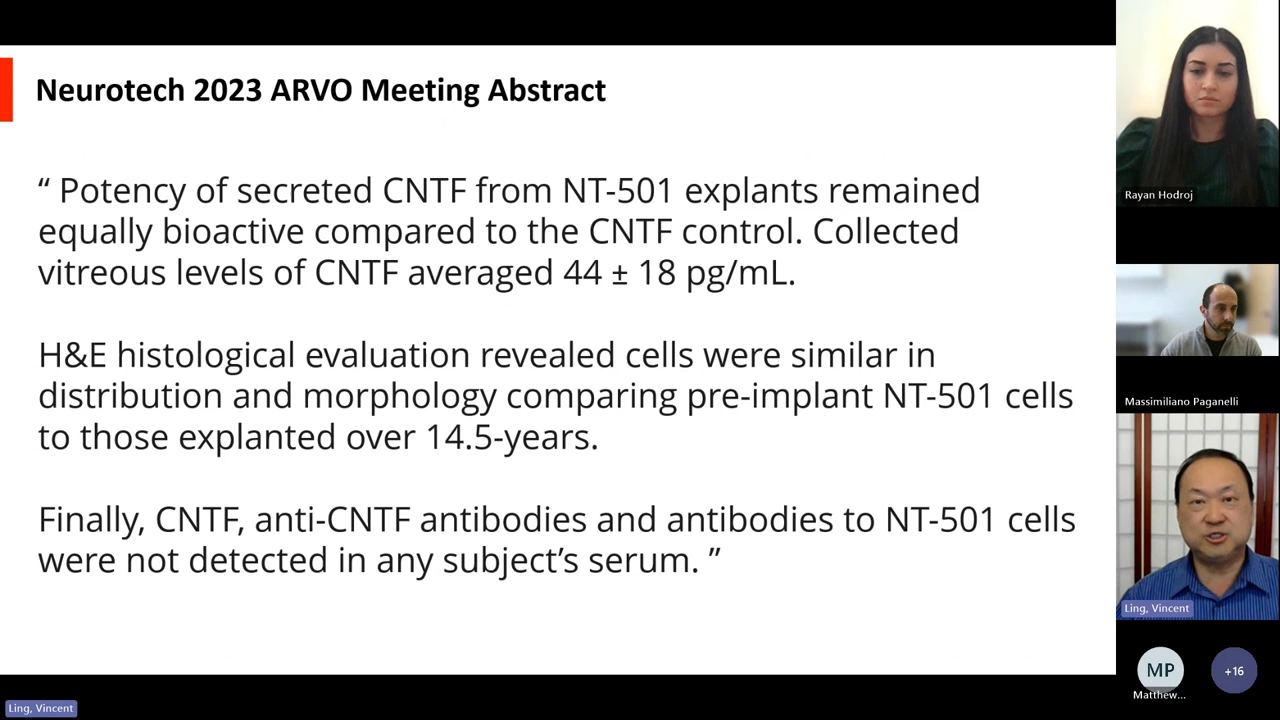 Neurotech 2023 ARVO Meeting Abstract
“ Potency of secreted CNTF from NT-501 explants remained
equally bioactive compared to the CNTF control. Collected
vitreous levels of CNTF averaged 44 ± 18 pg/mL.
H&E histological evaluation revealed cells were similar in
distribution and morphology comparing pre-implant NT-501 cells
to those explanted over 14.5-years.
Finally, CNTF, anti-CNTF antibodies and antibodies to NT-501 cells
were not detected in any subject’s serum. ”
Rayan Hodroj
Massimiliano Paganelli
Ling, Vincent
MP
+16
Matthew...
Ling, Vincent